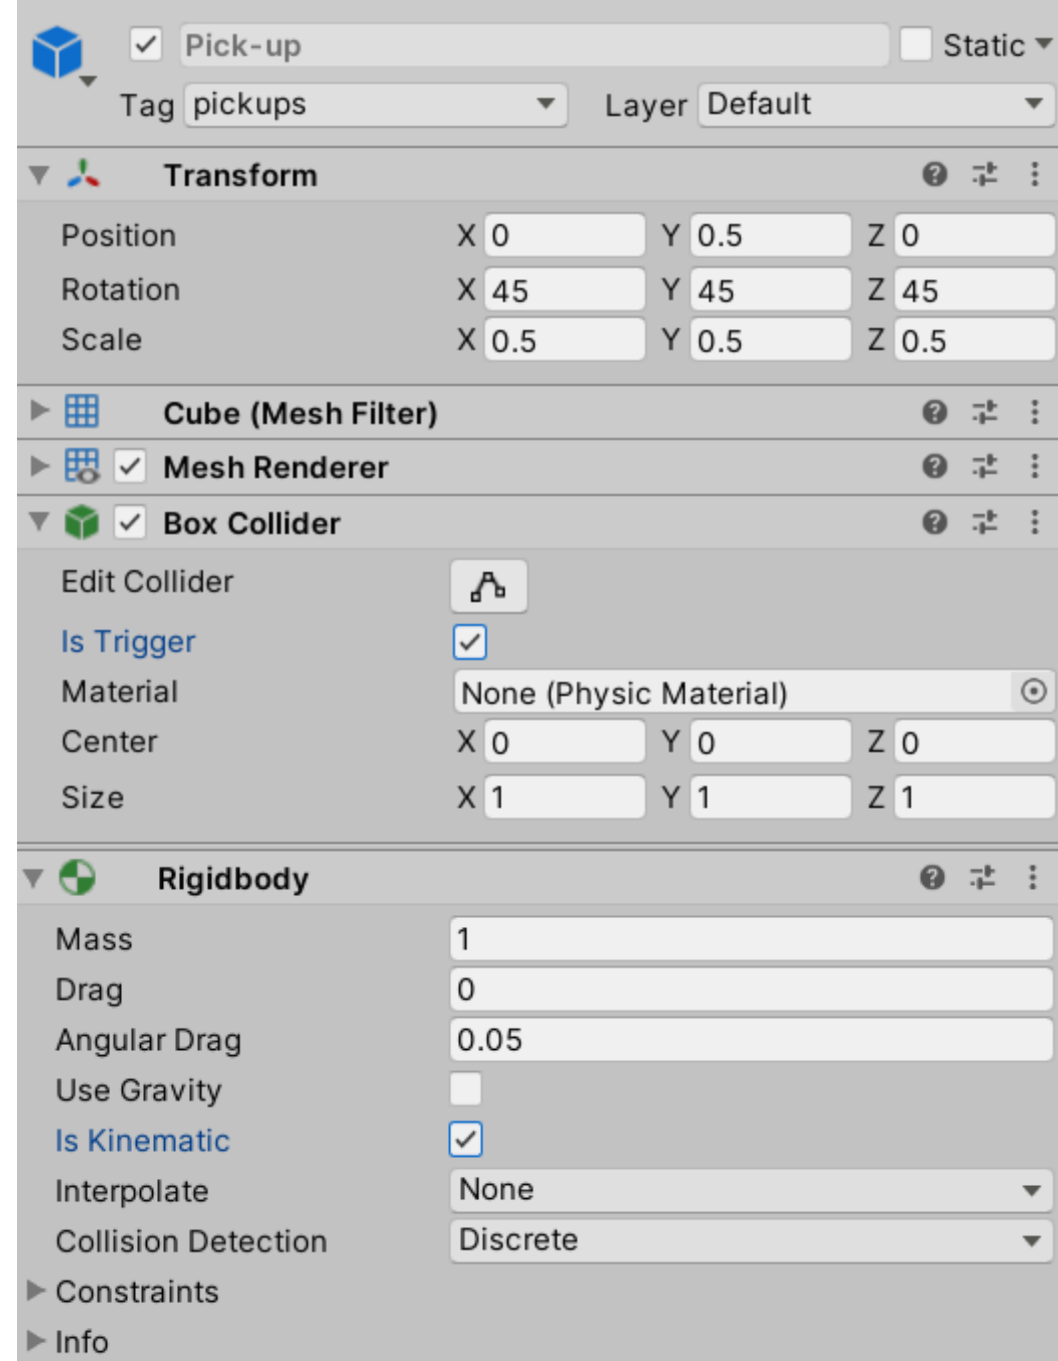 Pick-up Static
Tag pickups Layer Default
Transform
Position X 0 Y 0.5 Z 0
Rotation X 45 Y 45 Z 45
Scale X 0.5 Y 0.5 Z 0.5
Cube (Mesh Filter)
Mesh Renderer
Box Collider
Edit Collider
Is Trigger
Material None (Physic Material)
Center X 0 Y 0 Z 0
Size X 1 Y 1 Z 1
Rigidbody
Mass 1
Drag 0
Angular Drag 0.05
Use Gravity
Is Kinematic
Interpolate None
Collision Detection Discrete
Constraints
Info